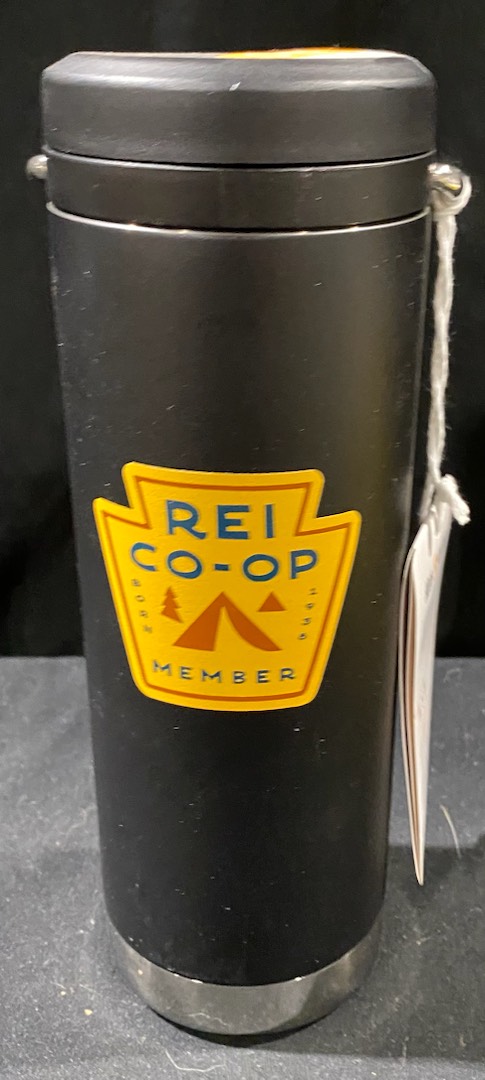 REI
CO-OP
BORN 1938
MEMBER